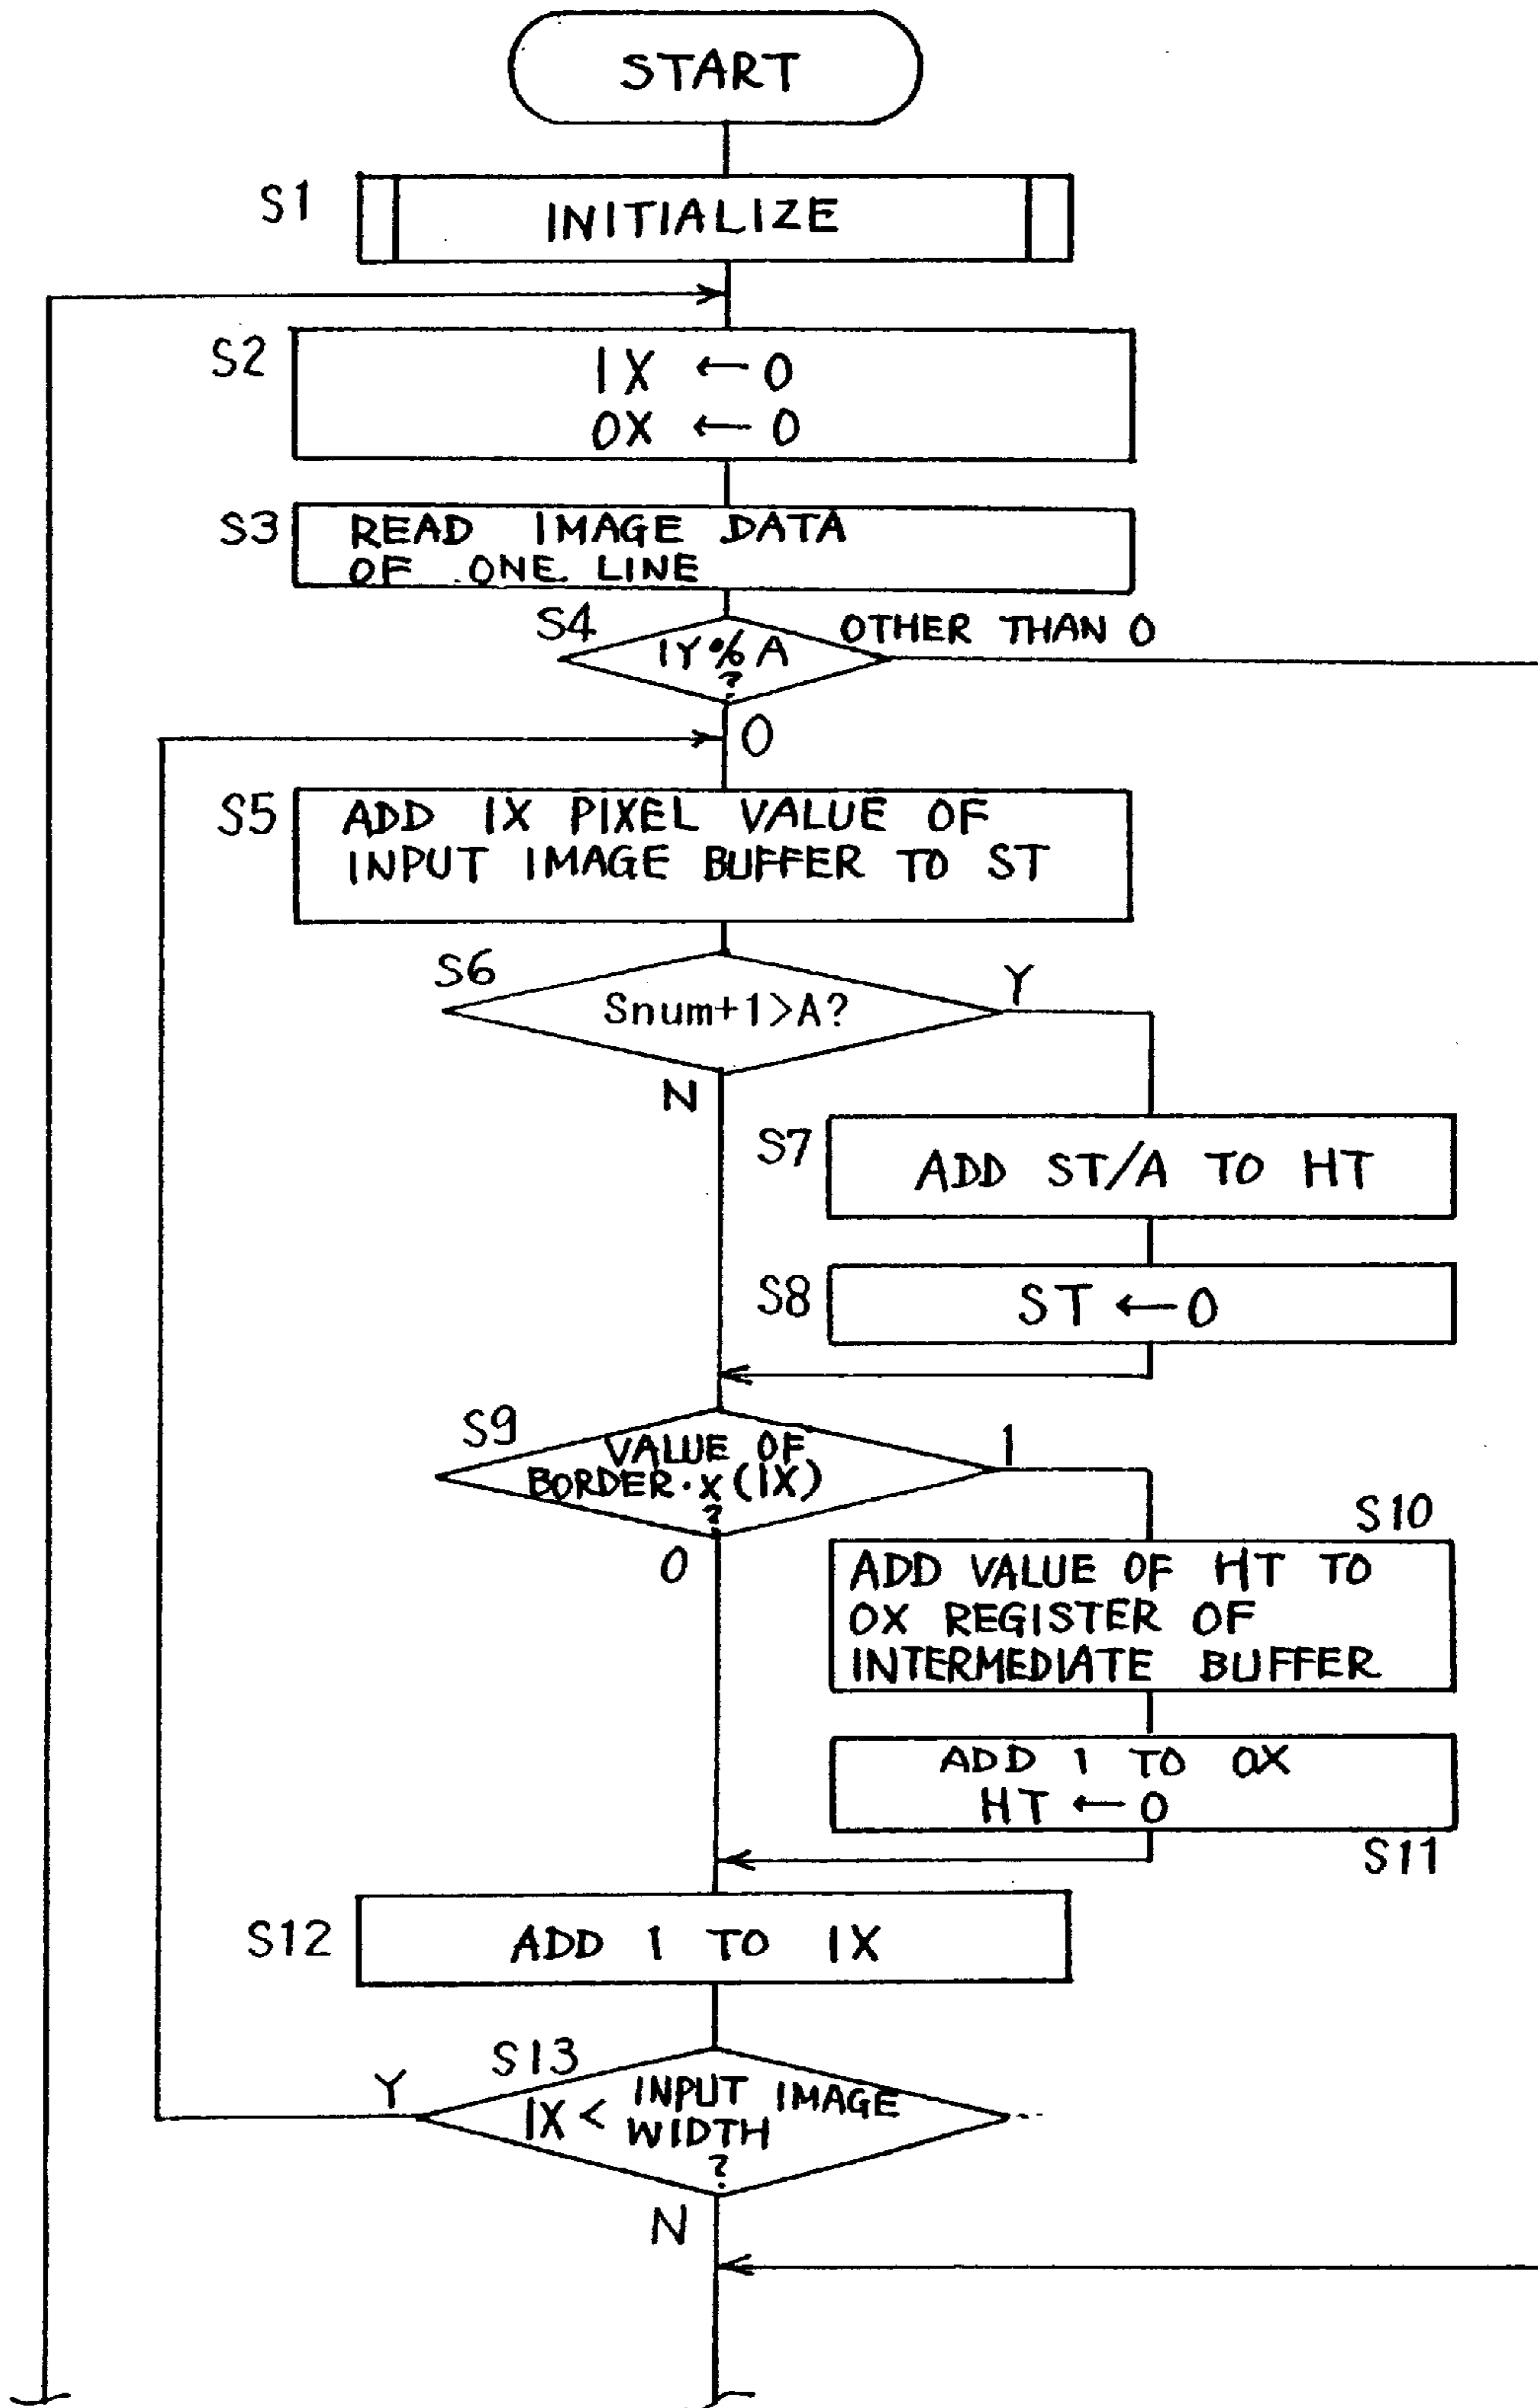 START
S1
INITIALIZE
S2
IX ← 0
OX ← 0
S3
READ IMAGE DATA
OF ONE LINE
S4
IY%A
?
OTHER THAN 0
0
S5
ADD IX PIXEL VALUE OF
INPUT IMAGE BUFFER TO ST
S6
Snum+1>A?
Y
N
S7
ADD ST/A TO HT
S8
ST ← 0
S9
VALUE OF
BORDER·X(IX)
?
1
0
S10
ADD VALUE OF HT TO
OX REGISTER OF
INTERMEDIATE BUFFER
ADD 1 TO OX
HT ← 0
S11
S12
ADD 1 TO IX
S13
Y
IX < INPUT IMAGE
WIDTH
?
N